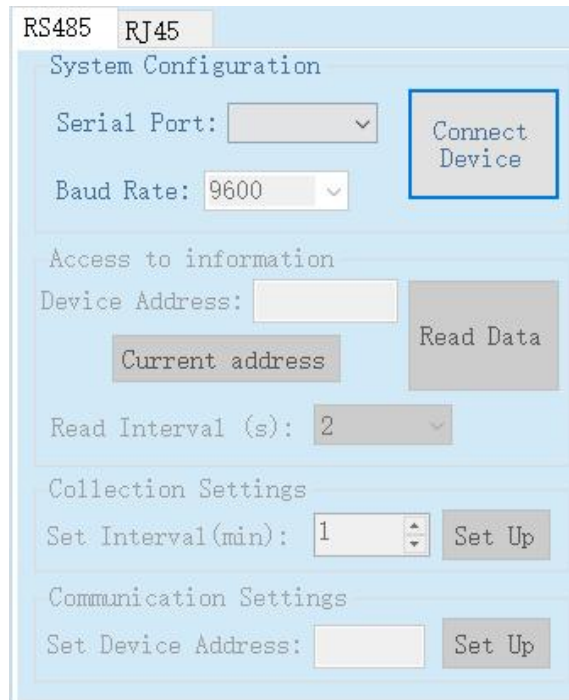 RS485 RJ45
System Configuration
Serial Port:
Connect
Device
Baud Rate: 9600
Access to information
Device Address:
Read Data
Current address
Read Interval (s): 2
Collection Settings
Set Interval(min): 1 Set Up
Communication Settings
Set Device Address: Set Up